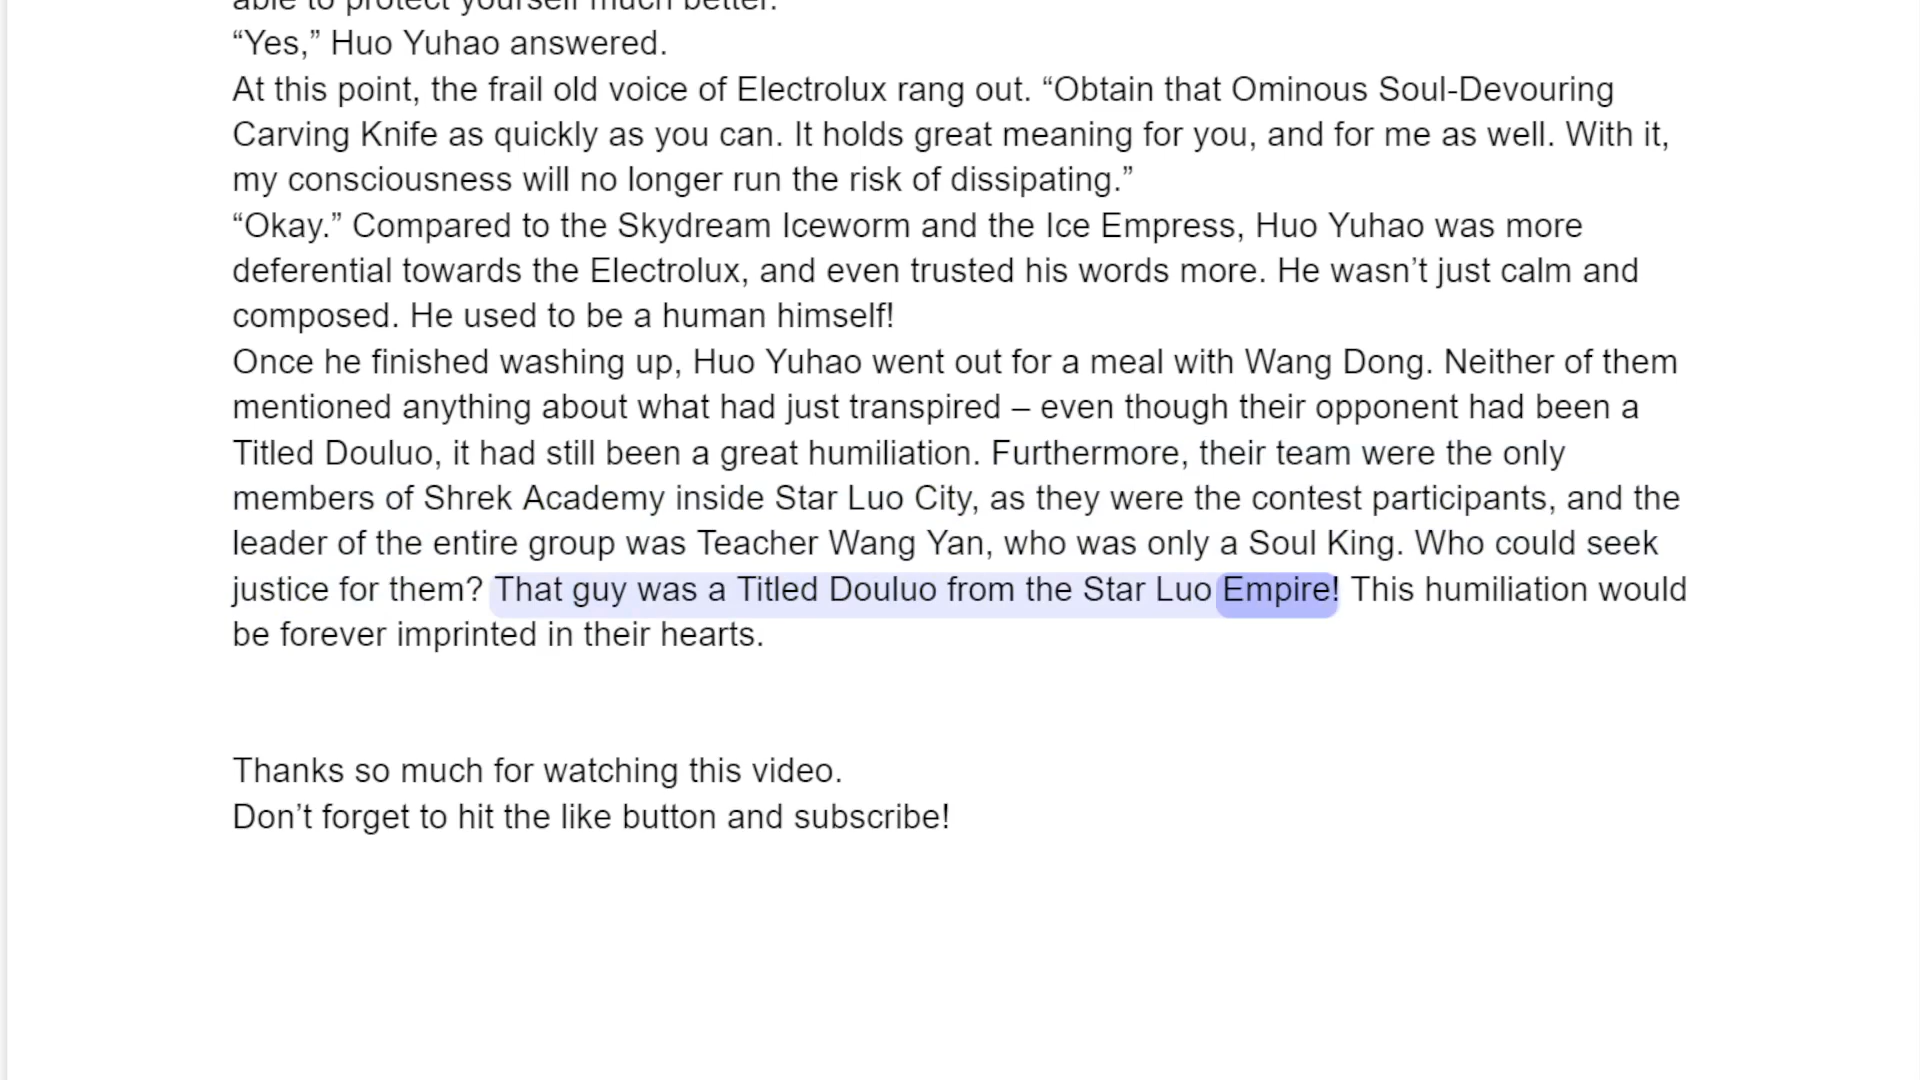 able to protect yourself much better.
“Yes,” Huo Yuhao answered.
At this point, the frail old voice of Electrolux rang out. “Obtain that Ominous Soul-Devouring
Carving Knife as quickly as you can. It holds great meaning for you, and for me as well. With it,
my consciousness will no longer run the risk of dissipating.”
“Okay.” Compared to the Skydream Iceworm and the Ice Empress, Huo Yuhao was more
deferential towards the Electrolux, and even trusted his words more. He wasn’t just calm and
composed. He used to be a human himself!
Once he finished washing up, Huo Yuhao went out for a meal with Wang Dong. Neither of them
mentioned anything about what had just transpired – even though their opponent had been a
Titled Douluo, it had still been a great humiliation. Furthermore, their team were the only
members of Shrek Academy inside Star Luo City, as they were the contest participants, and the
leader of the entire group was Teacher Wang Yan, who was only a Soul King. Who could seek
justice for them? That guy was a Titled Douluo from the Star Luo Empire! This humiliation would
be forever imprinted in their hearts.
Thanks so much for watching this video.
Don’t forget to hit the like button and subscribe!